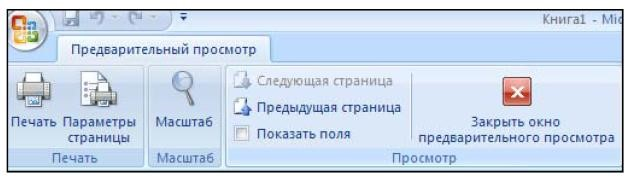 Книга1 - Mic
Предварительный просмотр
Следующая страница
Предыдущая страница
Показать поля
Печать Параметры страницы
Масштаб
Закрыть окно
предварительного просмотра
Печать
Масштаб
Просмотр